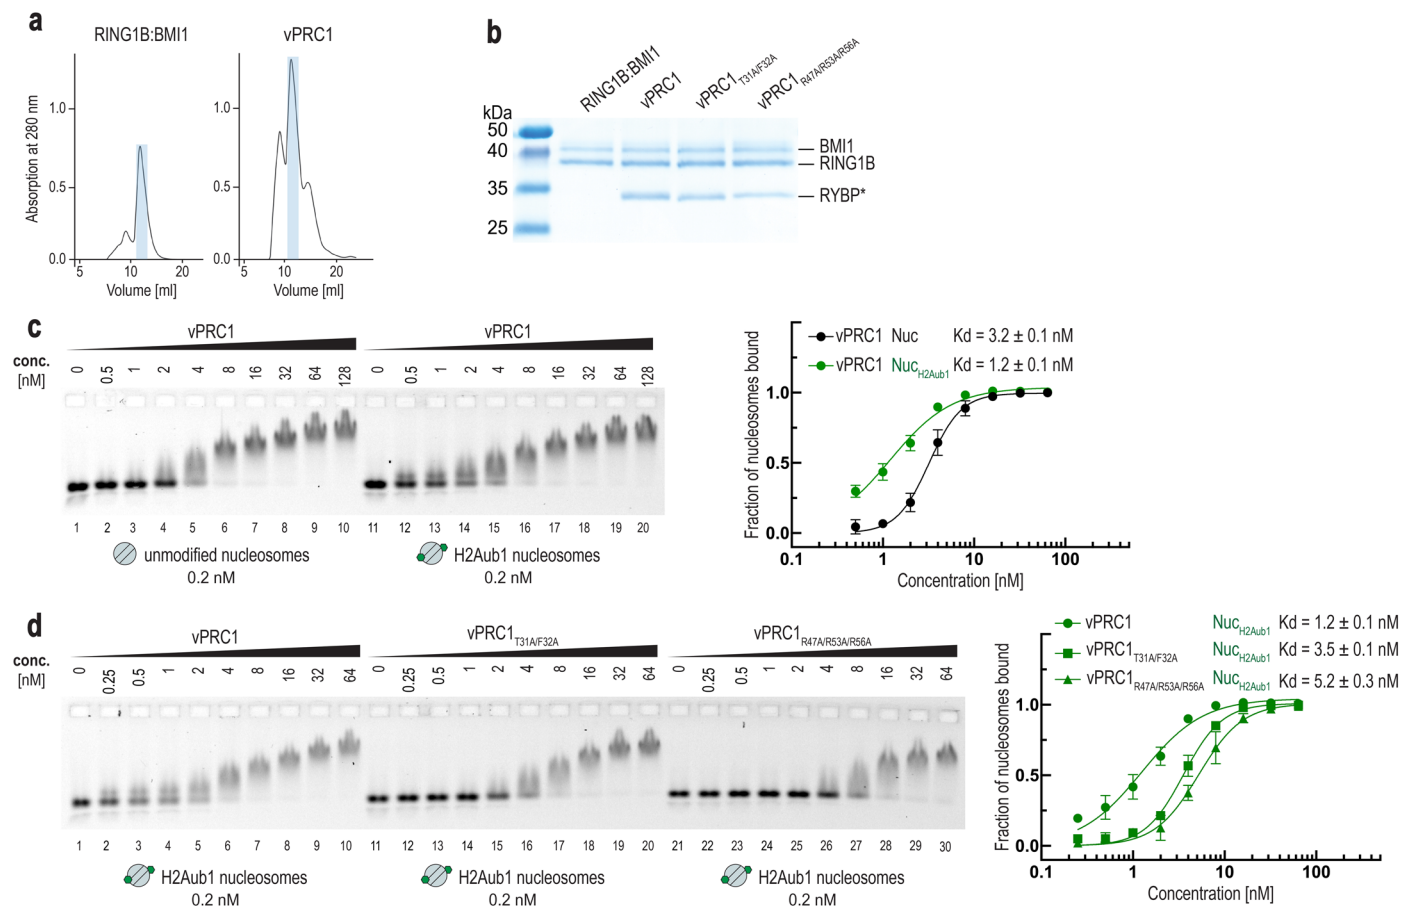 a
RING1B:BMI1
vPRC1
Absorption at 280 nm
1.0
0.5
0.0
5 10 20
Volume [ml]
1.0
0.5
0.0
5 10 20
Volume [ml]
b
RING1B:BMI1
vPRC1
vPRC1 T31A/F32A
vPRC1 R47A/R53A/R56A
kDa
50
40
35
25
BMI1
RING1B
RYBP*
c
vPRC1
vPRC1
conc.
[nM]
0 0.5 1 2 4 8 16 32 64 128
0 0.5 1 2 4 8 16 32 64 128
1 2 3 4 5 6 7 8 9 10
11 12 13 14 15 16 17 18 19 20
unmodified nucleosomes
0.2 nM
H2Aub1 nucleosomes
0.2 nM
Fraction of nucleosomes bound
vPRC1 Nuc Kd = 3.2 ± 0.1 nM
vPRC1 NucH2Aub1 Kd = 1.2 ± 0.1 nM
1.0
0.5
0.0
0.1 1 10 100
Concentration [nM]
d
vPRC1
vPRC1T31A/F32A
vPRC1R47A/R53A/R56A
conc.
[nM]
0 0.25 0.5 1 2 4 8 16 32 64
0 0.25 0.5 1 2 4 8 16 32 64
0 0.25 0.5 1 2 4 8 16 32 64
1 2 3 4 5 6 7 8 9 10
11 12 13 14 15 16 17 18 19 20
21 22 23 24 25 26 27 28 29 30
H2Aub1 nucleosomes
0.2 nM
H2Aub1 nucleosomes
0.2 nM
H2Aub1 nucleosomes
0.2 nM
Fraction of nucleosomes bound
vPRC1 NucH2Aub1 Kd = 1.2 ± 0.1 nM
vPRC1T31A/F32A NucH2Aub1 Kd = 3.5 ± 0.1 nM
vPRC1R47A/R53A/R56A NucH2Aub1 Kd = 5.2 ± 0.3 nM
1.0
0.5
0.0
0.1 1 10 100
Concentration [nM]